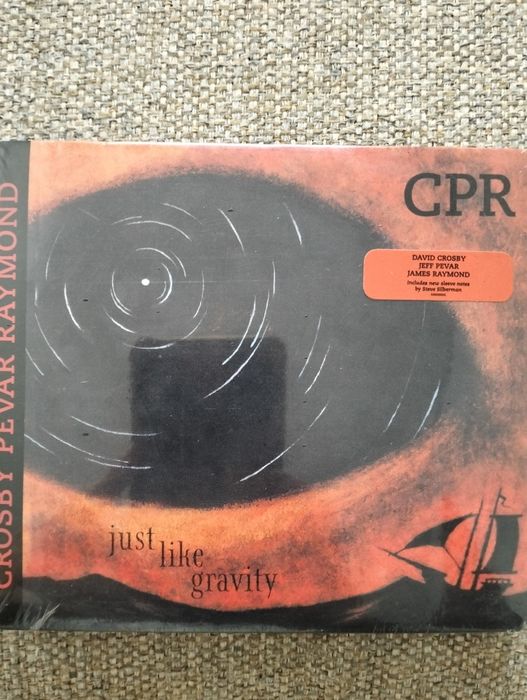 CROSBY PEVAR RAYMOND
CPR
DAVID CROSBY
JEFF PEVAR
JAMES RAYMOND
Includes new sleeve notes
by Steve Silberman
just
like
gravity